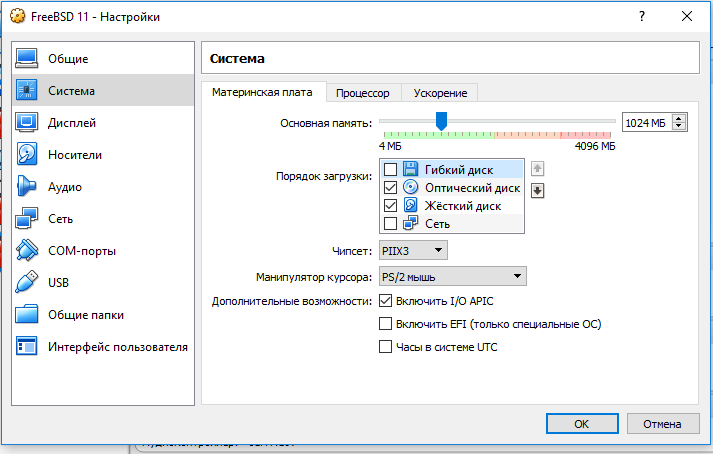 FreeBSD 11 - Настройки
Общие
Система
Дисплей
Носители
Аудио
Сеть
COM-порты
USB
Общие папки
Интерфейс пользователя
Система
Материнская плата Процессор Ускорение
Основная память: 1024 МБ
4 МБ 4096 МБ
Порядок загрузки: Гибкий диск
Оптический диск
Жёсткий диск
Сеть
Чипсет: PIIX3
Манипулятор курсора: PS/2 мышь
Дополнительные возможности: Включить I/O APIC
Включить EFI (только специальные ОС)
Часы в системе UTC
OK Отмена